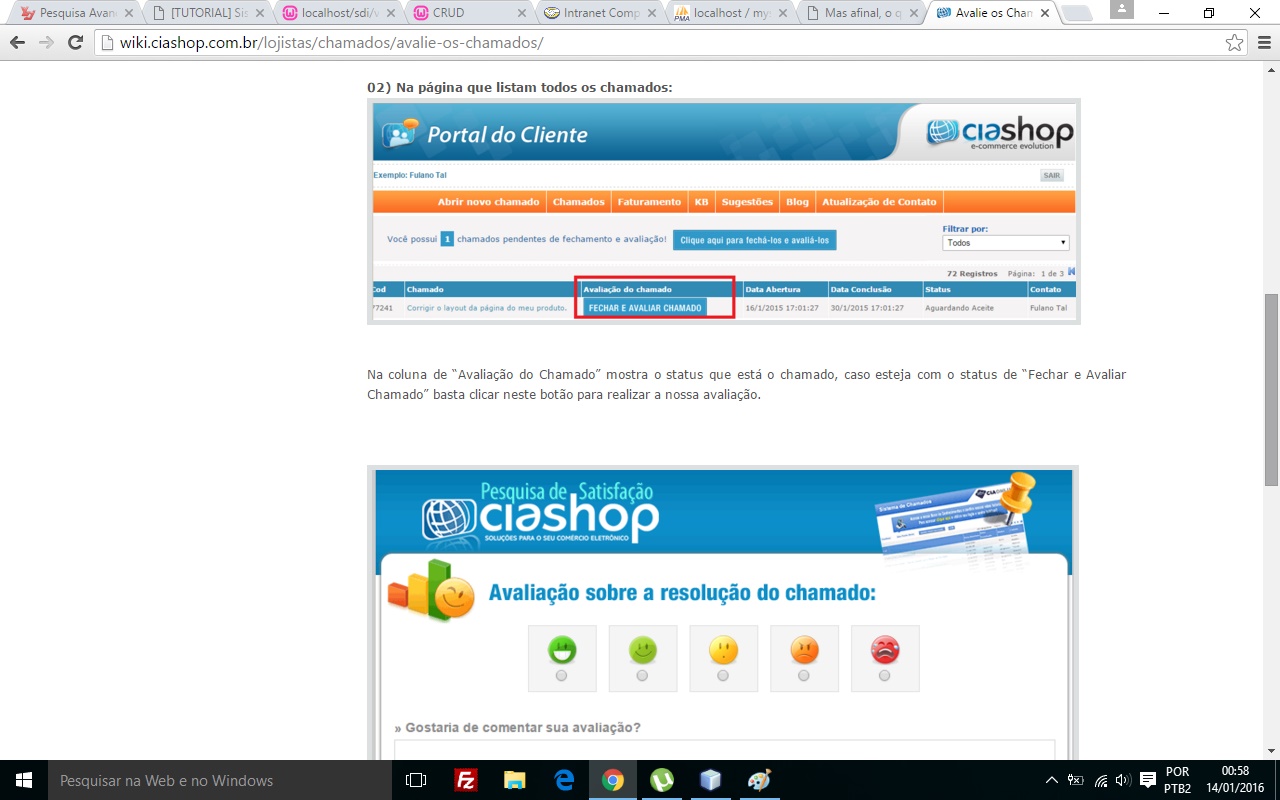 Pesquisa Avan
[TUTORIAL] Sis
localhost/sdi/v
CRUD
Intranet Comp
localhost / mys
Mas afinal, o q
Avalie os Cham
wiki.ciashop.com.br/lojistas/chamados/avalie-os-chamados/
02) Na página que listam todos os chamados:
Portal do Cliente
ciashop
e-commerce evolution
Exemplo: Fulano Tal
SAIR
Abrir novo chamado Chamados Faturamento KB Sugestões Blog Atualização de Contato
Você possui 1 chamados pendentes de fechamento e avaliação! Clique aqui para fechá-los e avaliá-los
Filtrar por:
Todos
72 Registros Página: 1 de 3
Cod Chamado Avaliação do chamado Data Abertura Data Conclusão Status Contato
77241 Corrigir o layout da página do meu produto. FECHAR E AVALIAR CHAMADO 16/1/2015 17:01:27 30/1/2015 17:01:27 Aguardando Aceite Fulano Tal
Na coluna de “Avaliação do Chamado” mostra o status que está o chamado, caso esteja com o status de “Fechar e Avaliar
Chamado” basta clicar neste botão para realizar a nossa avaliação.
Pesquisa de Satisfação
ciashop
SOLUÇÕES PARA O SEU COMÉRCIO ELETRÔNICO
Sistema de Chamados
Avaliação sobre a resolução do chamado:
» Gostaria de comentar sua avaliação?
Pesquisar na Web e no Windows
POR
PTB2
00:58
14/01/2016